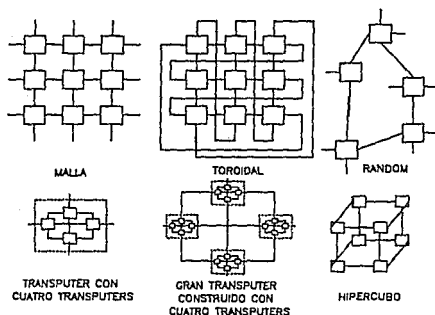 MALLA
TOROIDAL
RANDOM
TRANSPUTER CON
CUATRO TRANSPUTERS
GRAN TRANSPUTER
CONSTRUIDO CON
CUATRO TRANSPUTERS
HIPERCUBO